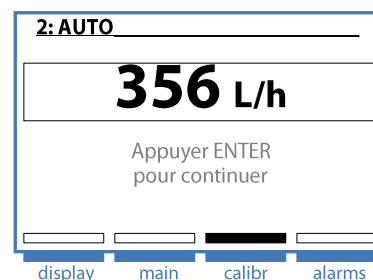 2: AUTO
356 L/h
Appuyer ENTER
pour continuer
display main calibr alarms